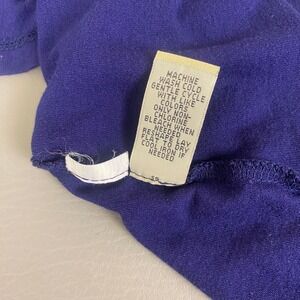 MACHINE
WASH COLD
GENTLE CYCLE
WITH LIKE
COLORS
ONLY NON-
CHLORINE
BLEACH WHEN
NEEDED
RESHAPE LAY
FLAT TO DRY
COOL IRON IF
NEEDED